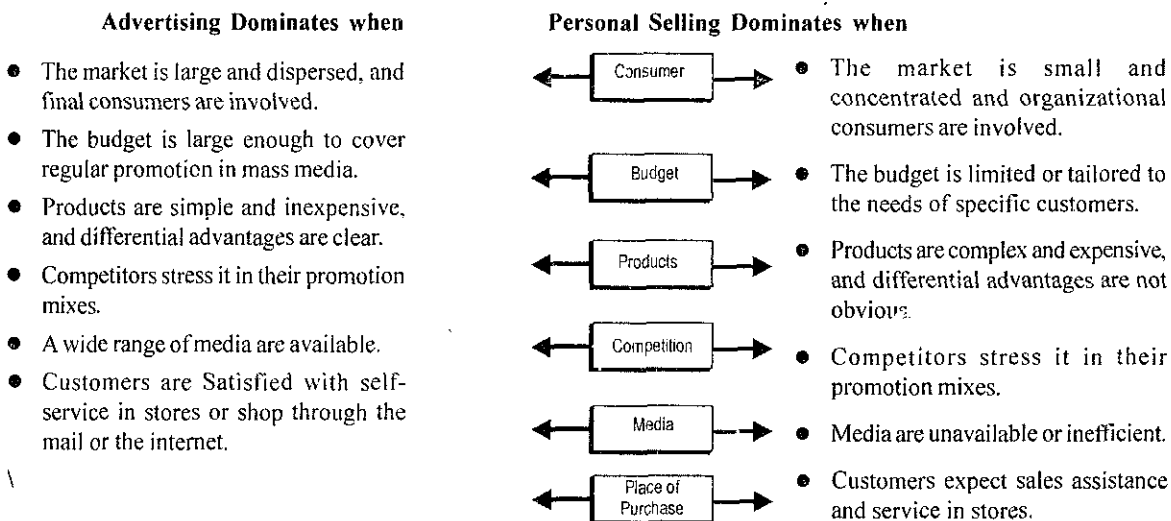 Advertising Dominates when
● The market is large and dispersed, and
final consumers are involved.
● The budget is large enough to cover
regular promotion in mass media.
● Products are simple and inexpensive,
and differential advantages are clear.
● Competitors stress it in their promotion
mixes.
● A wide range of media are available.
● Customers are Satisfied with self-
service in stores or shop through the
mail or the internet.
Personal Selling Dominates when
Consumer
Budget
Products
Competition
Media
Place of
Purchase
● The market is small and
concentrated and organizational
consumers are involved.
● The budget is limited or tailored to
the needs of specific customers.
● Products are complex and expensive,
and differential advantages are not
obvious.
● Competitors stress it in their
promotion mixes.
● Media are unavailable or inefficient.
● Customers expect sales assistance
and service in stores.